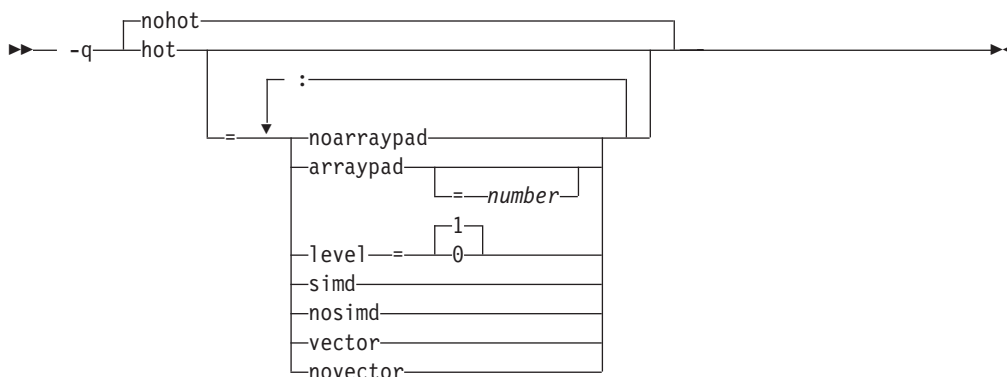 nohot
-q hot
:
= noarraypad
arraypad
= number
1
level = 0
simd
nosimd
vector
novector